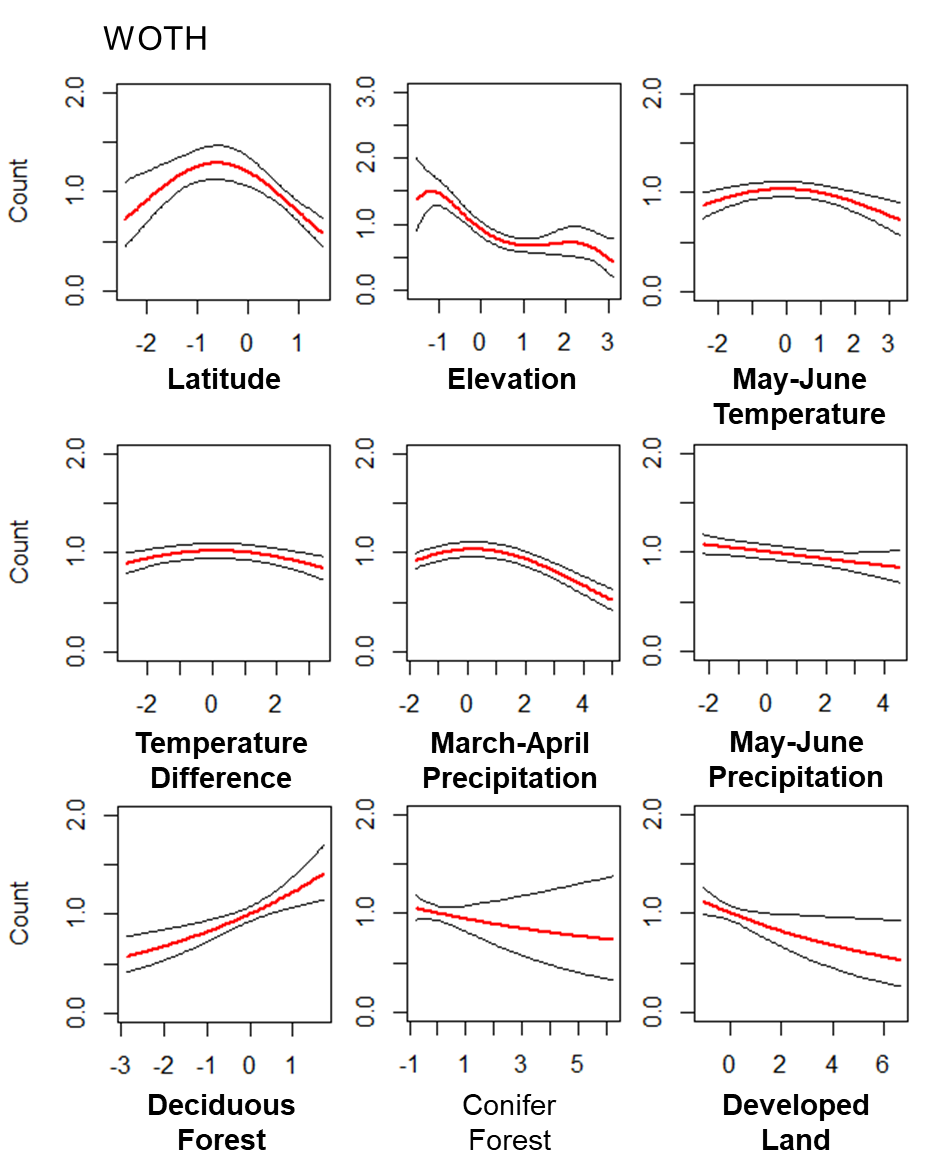 WOTH
Count
2.0
1.0
0.0
-2 -1 0 1
Latitude
3.0
2.0
1.0
0.0
-1 0 1 2 3
Elevation
2.0
1.0
0.0
-2 0 1 2 3
May-June
Temperature
Count
2.0
1.0
0.0
-2 0 2
Temperature
Difference
2.0
1.0
0.0
-2 0 2 4
March-April
Precipitation
2.0
1.0
0.0
-2 0 2 4
May-June
Precipitation
Count
2.0
1.0
0.0
-3 -2 -1 0 1
Deciduous
Forest
2.0
1.0
0.0
-1 1 3 5
Conifer
Forest
2.0
1.0
0.0
0 2 4 6
Developed
Land